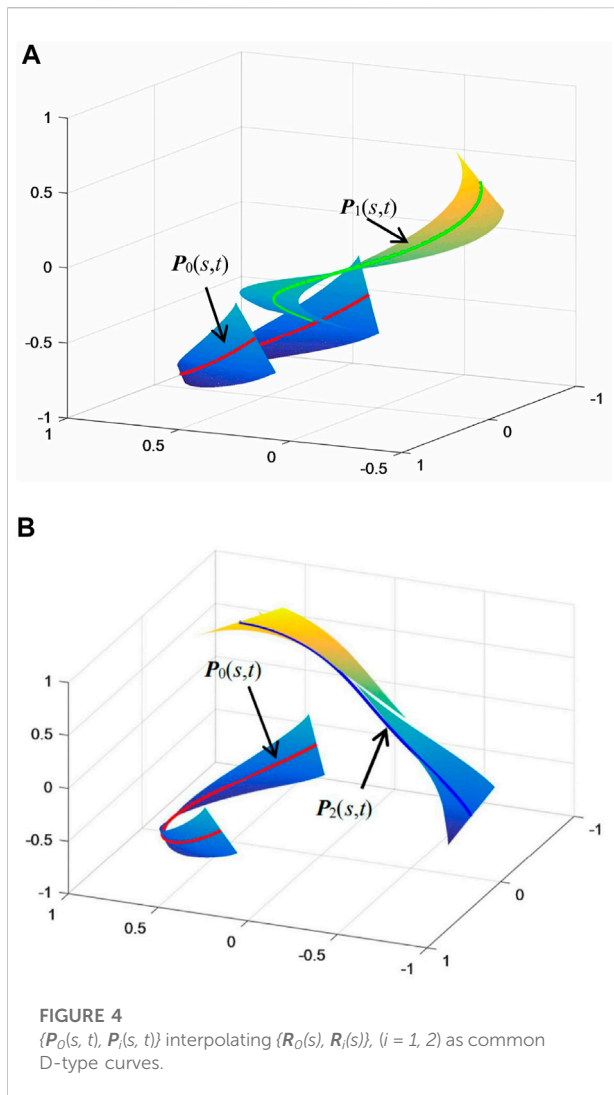 A
1
0.5
P₁(s,t)
P₀(s,t)
0
-0.5
-1
-1
1
0
0.5
0
-0.5
1
B
P₀(s,t)
1
0.5
0
P₂(s,t)
-0.5
-1
-1
1
0
0.5
0
-0.5
-1
1
FIGURE 4
{P₀(s, t), Pᵢ(s, t)} interpolating {R₀(s), Rᵢ(s)}, (i = 1, 2) as common
D-type curves.